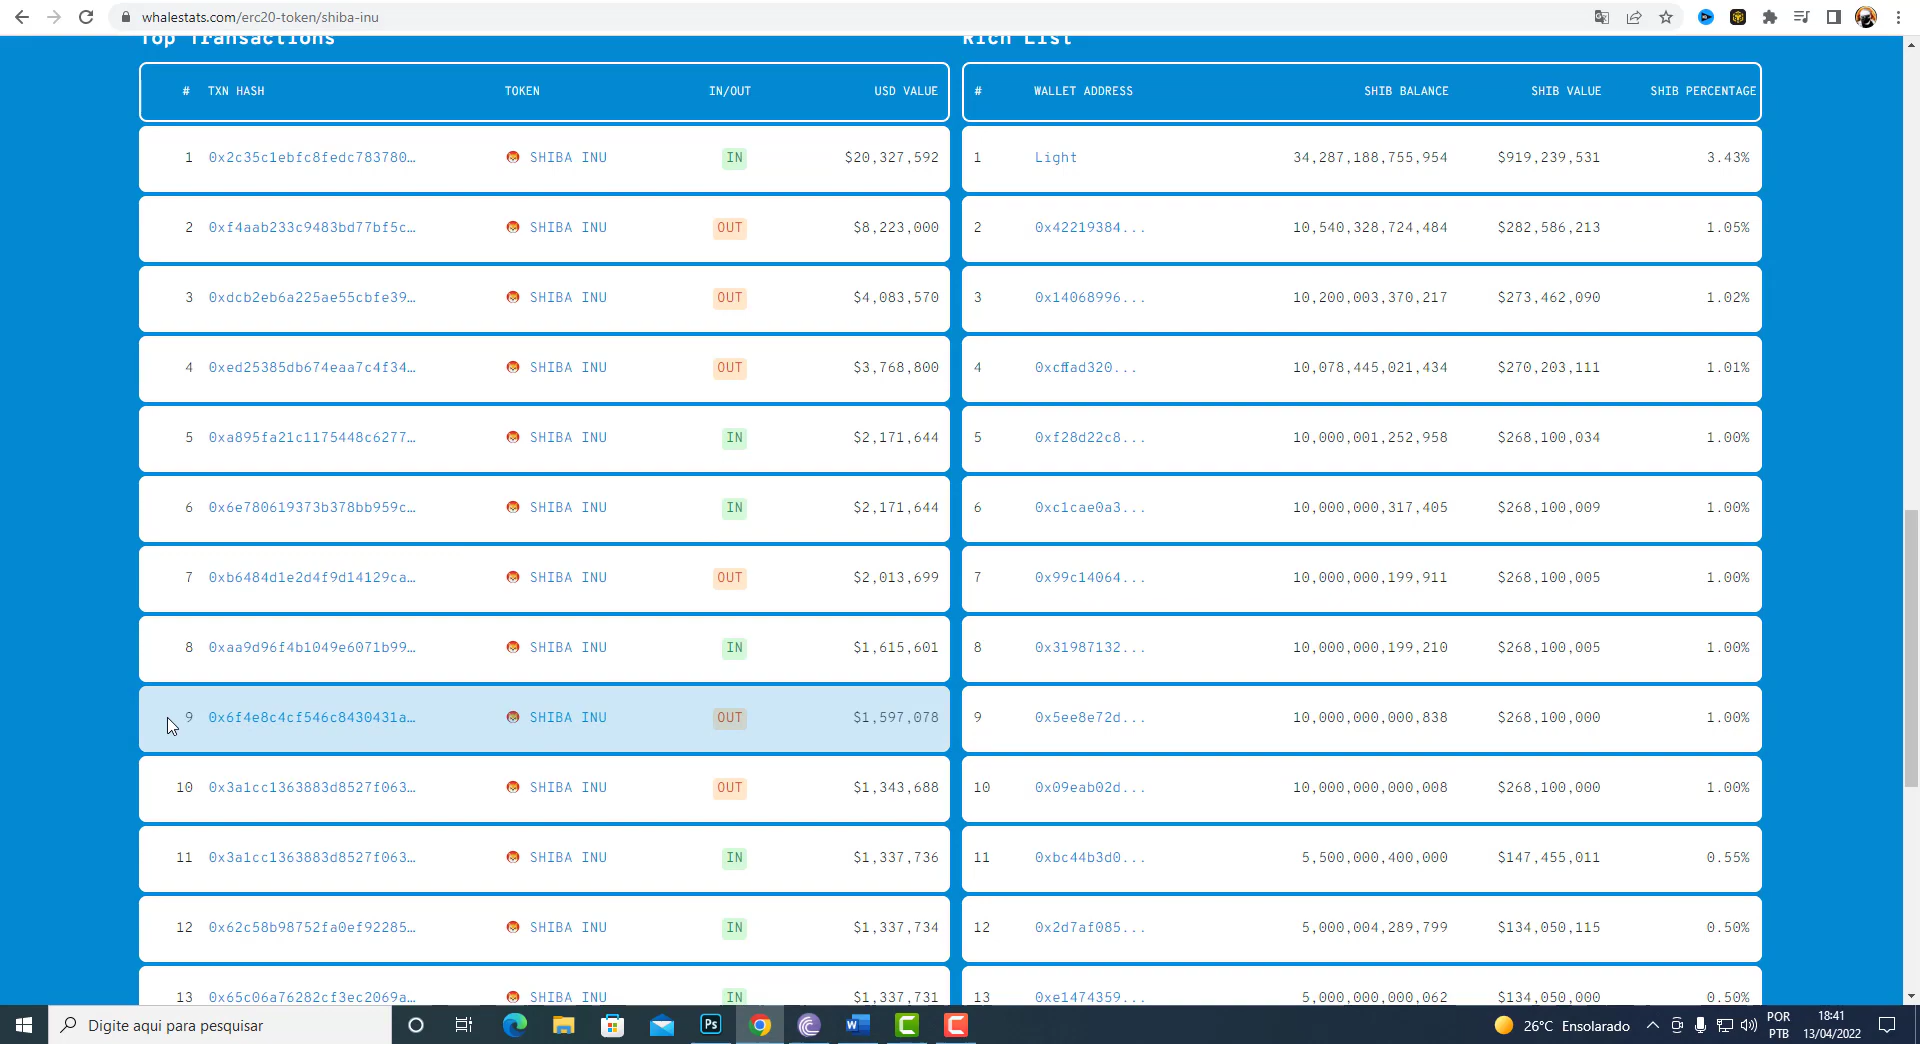 whalestats.com/erc20-token/shiba-inu
Top Transactions
# TXN HASH TOKEN IN/OUT USD VALUE
1 0x2c35c1ebfc8fedc783780… SHIBA INU IN $20,327,592
2 0xf4aab233c9483bd77bf5c… SHIBA INU OUT $8,223,000
3 0xdcb2eb6a225ae55cbfe39… SHIBA INU OUT $4,083,570
4 0xed25385db674eaa7c4f34… SHIBA INU OUT $3,768,800
5 0xa895fa21c1175448c6277… SHIBA INU IN $2,171,644
6 0x6e780619373b378bb959c… SHIBA INU IN $2,171,644
7 0xb6484d1e2d4f9d14129ca… SHIBA INU OUT $2,013,699
8 0xaa9d96f4b1049e6071b99… SHIBA INU IN $1,615,601
9 0x6f4e8c4cf546c8430431a… SHIBA INU OUT $1,597,078
10 0x3a1cc1363883d8527f063… SHIBA INU OUT $1,343,688
11 0x3a1cc1363883d8527f063… SHIBA INU IN $1,337,736
12 0x62c58b98752fa0ef92285… SHIBA INU IN $1,337,734
13 0x65c06a76282cf3ec2069a… SHIBA INU IN $1,337,731
Rich List
# WALLET ADDRESS SHIB BALANCE SHIB VALUE SHIB PERCENTAGE
1 Light 34,287,188,755,954 $919,239,531 3.43%
2 0x42219384... 10,540,328,724,484 $282,586,213 1.05%
3 0x14068996... 10,200,003,370,217 $273,462,090 1.02%
4 0xcffad320... 10,078,445,021,434 $270,203,111 1.01%
5 0xf28d22c8... 10,000,001,252,958 $268,100,034 1.00%
6 0xc1cae0a3... 10,000,000,317,405 $268,100,009 1.00%
7 0x99c14064... 10,000,000,199,911 $268,100,005 1.00%
8 0x31987132... 10,000,000,199,210 $268,100,005 1.00%
9 0x5ee8e72d... 10,000,000,000,838 $268,100,000 1.00%
10 0x09eab02d... 10,000,000,000,008 $268,100,000 1.00%
11 0xbc44b3d0... 5,500,000,400,000 $147,455,011 0.55%
12 0x2d7af085... 5,000,004,289,799 $134,050,115 0.50%
13 0xe1474359... 5,000,000,000,062 $134,050,000 0.50%
Digite aqui para pesquisar
Ps
W
26°C Ensolarado
POR
PTB
18:41
13/04/2022